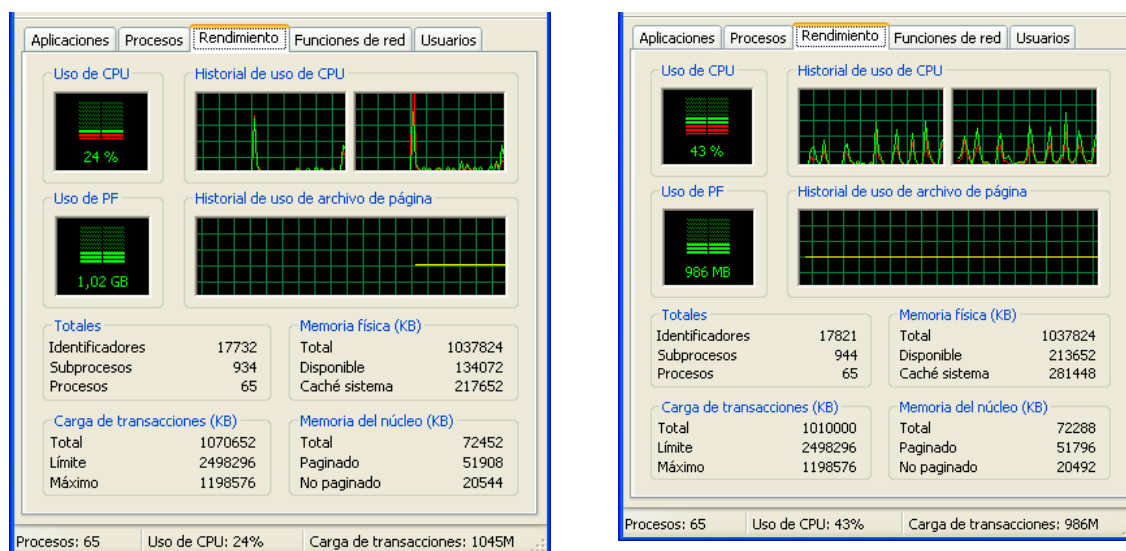 Aplicaciones Procesos Rendimiento Funciones de red Usuarios
Uso de CPU Historial de uso de CPU
24 %
Uso de PF Historial de uso de archivo de página
1,02 GB
Totales
Identificadores 17732
Subprocesos 934
Procesos 65
Memoria física (KB)
Total 1037824
Disponible 134072
Caché sistema 217652
Carga de transacciones (KB)
Total 1070652
Límite 2498296
Máximo 1198576
Memoria del núcleo (KB)
Total 72452
Paginado 51908
No paginado 20544
Procesos: 65 Uso de CPU: 24% Carga de transacciones: 1045M
Aplicaciones Procesos Rendimiento Funciones de red Usuarios
Uso de CPU Historial de uso de CPU
43 %
Uso de PF Historial de uso de archivo de página
986 MB
Totales
Identificadores 17821
Subprocesos 944
Procesos 65
Memoria física (KB)
Total 1037824
Disponible 213652
Caché sistema 281448
Carga de transacciones (KB)
Total 1010000
Límite 2498296
Máximo 1198576
Memoria del núcleo (KB)
Total 72288
Paginado 51796
No paginado 20492
Procesos: 65 Uso de CPU: 43% Carga de transacciones: 986M